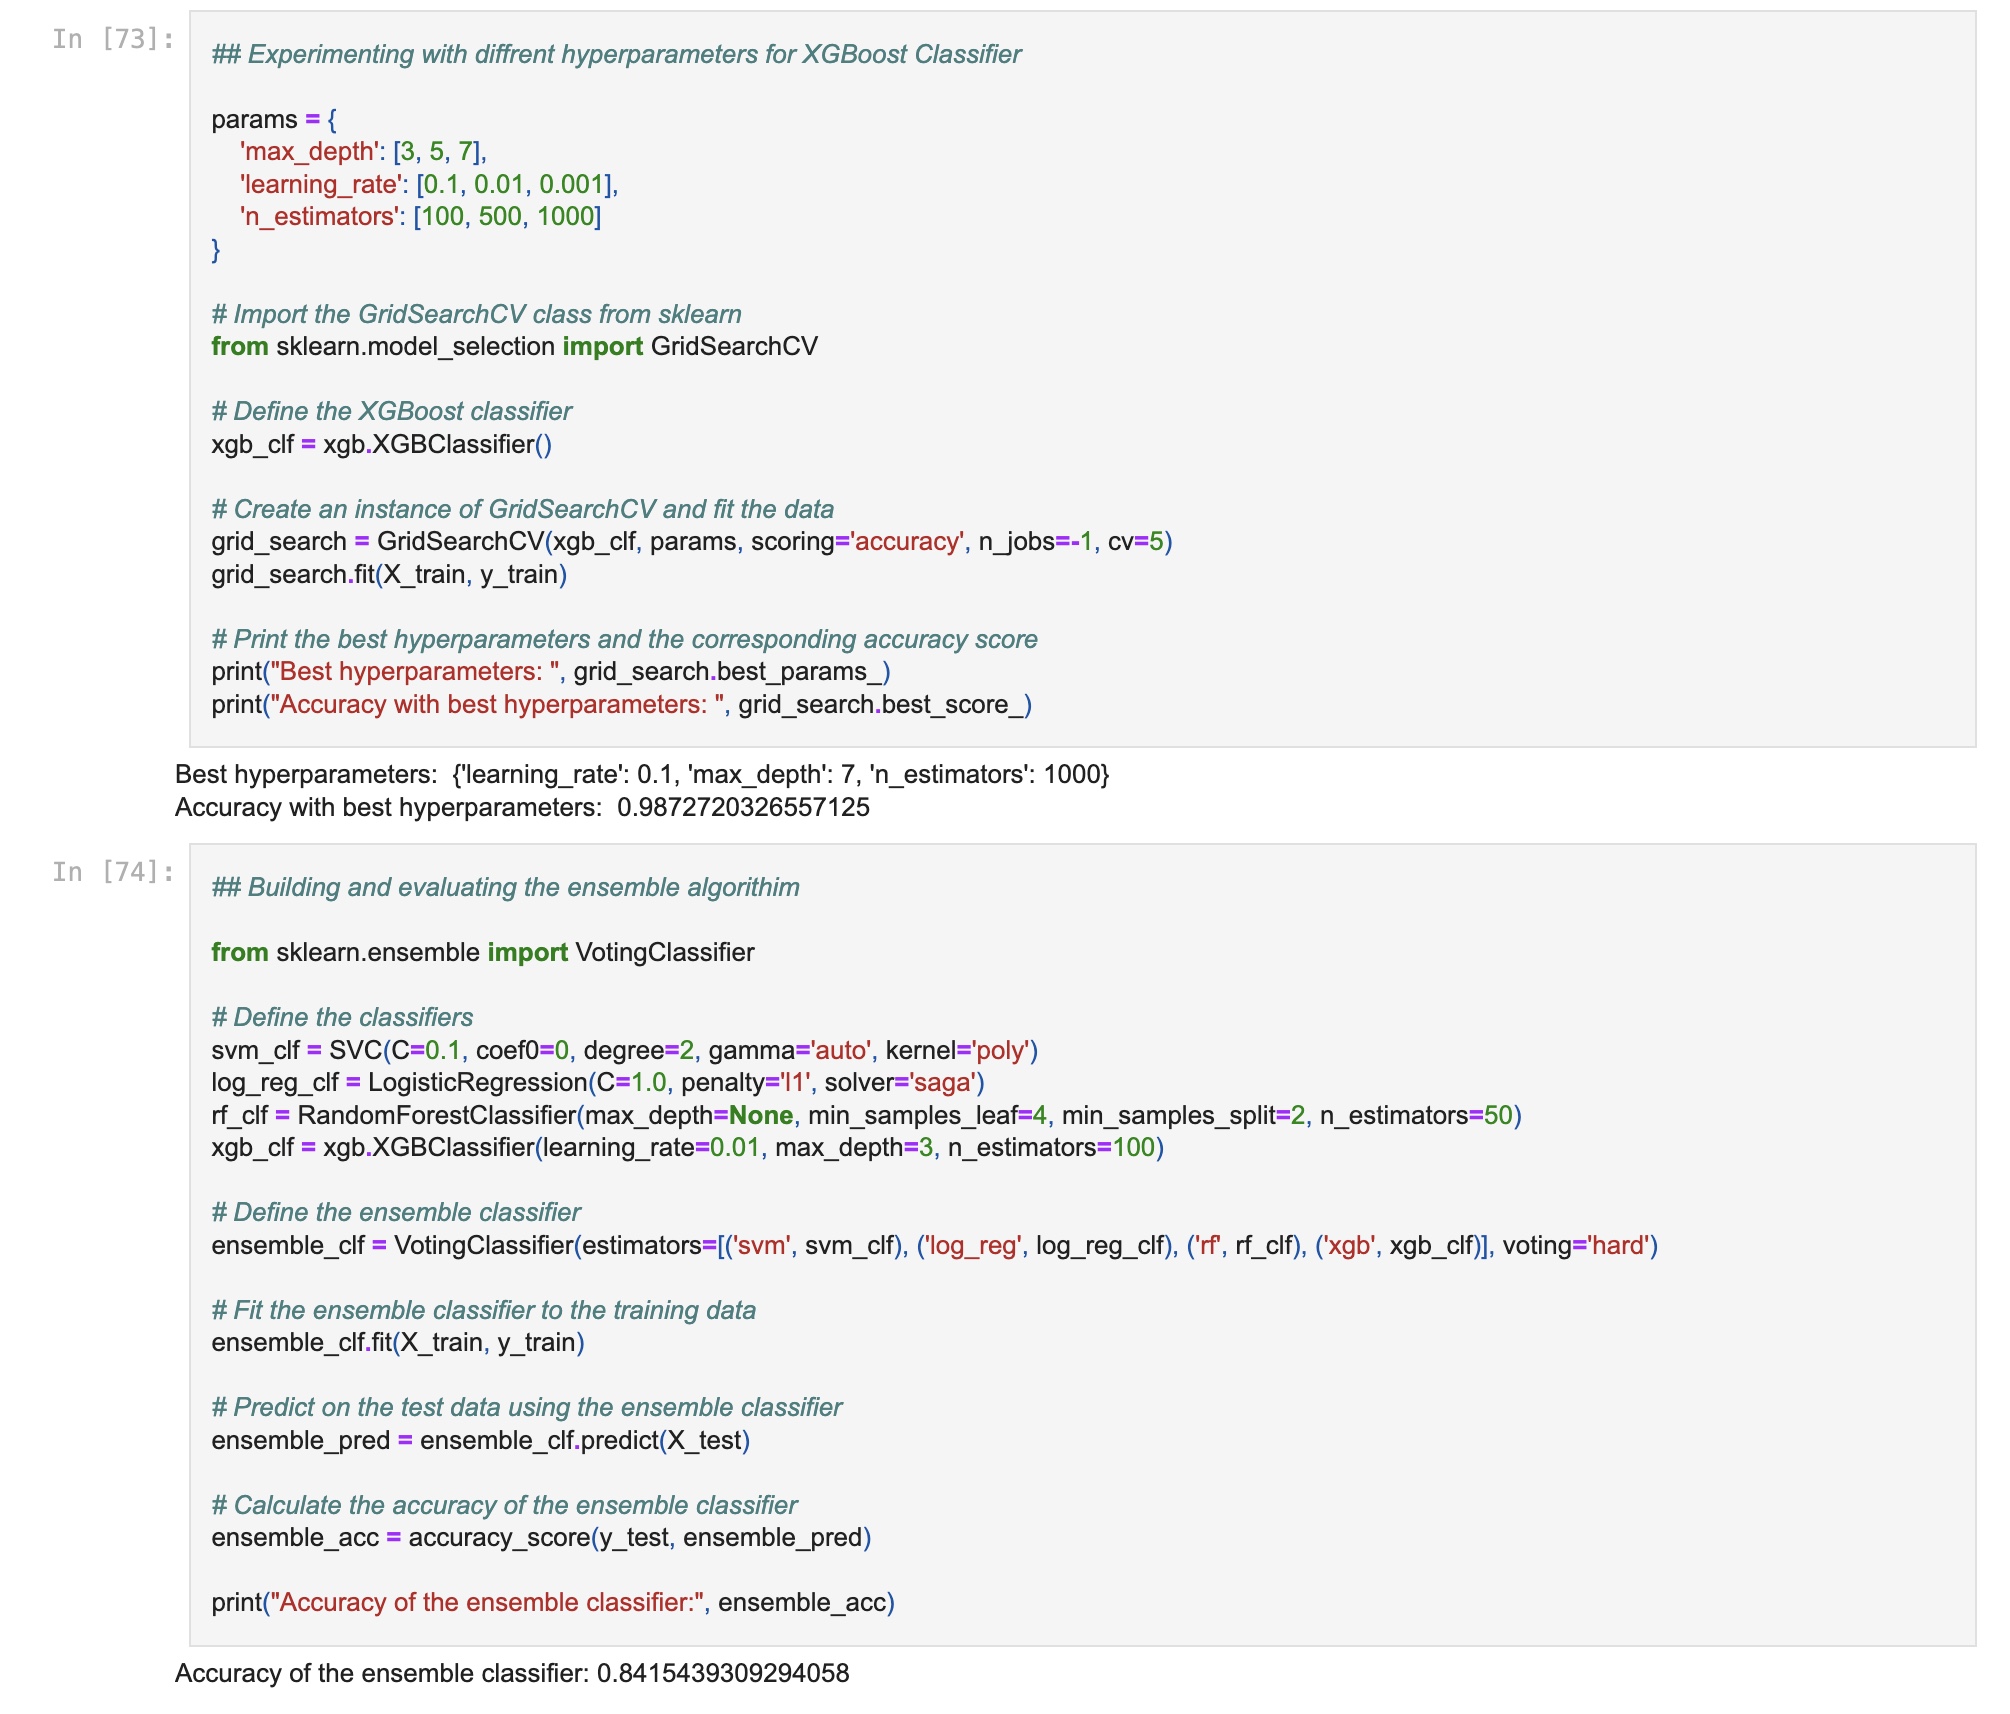 In [73]:
## Experimenting with diffrent hyperparameters for XGBoost Classifier
params = {
'max_depth': [3, 5, 7],
'learning_rate': [0.1, 0.01, 0.001],
'n_estimators': [100, 500, 1000]
}
# Import the GridSearchCV class from sklearn
from sklearn.model_selection import GridSearchCV
# Define the XGBoost classifier
xgb_clf = xgb.XGBClassifier()
# Create an instance of GridSearchCV and fit the data
grid_search = GridSearchCV(xgb_clf, params, scoring='accuracy', n_jobs=-1, cv=5)
grid_search.fit(X_train, y_train)
# Print the best hyperparameters and the corresponding accuracy score
print("Best hyperparameters: ", grid_search.best_params_)
print("Accuracy with best hyperparameters: ", grid_search.best_score_)
Best hyperparameters:  {'learning_rate': 0.1, 'max_depth': 7, 'n_estimators': 1000}
Accuracy with best hyperparameters:  0.9872720326557125
In [74]:
## Building and evaluating the ensemble algorithim
from sklearn.ensemble import VotingClassifier
# Define the classifiers
svm_clf = SVC(C=0.1, coef0=0, degree=2, gamma='auto', kernel='poly')
log_reg_clf = LogisticRegression(C=1.0, penalty='l1', solver='saga')
rf_clf = RandomForestClassifier(max_depth=None, min_samples_leaf=4, min_samples_split=2, n_estimators=50)
xgb_clf = xgb.XGBClassifier(learning_rate=0.01, max_depth=3, n_estimators=100)
# Define the ensemble classifier
ensemble_clf = VotingClassifier(estimators=[('svm', svm_clf), ('log_reg', log_reg_clf), ('rf', rf_clf), ('xgb', xgb_clf)], voting='hard')
# Fit the ensemble classifier to the training data
ensemble_clf.fit(X_train, y_train)
# Predict on the test data using the ensemble classifier
ensemble_pred = ensemble_clf.predict(X_test)
# Calculate the accuracy of the ensemble classifier
ensemble_acc = accuracy_score(y_test, ensemble_pred)
print("Accuracy of the ensemble classifier:", ensemble_acc)
Accuracy of the ensemble classifier: 0.8415439309294058